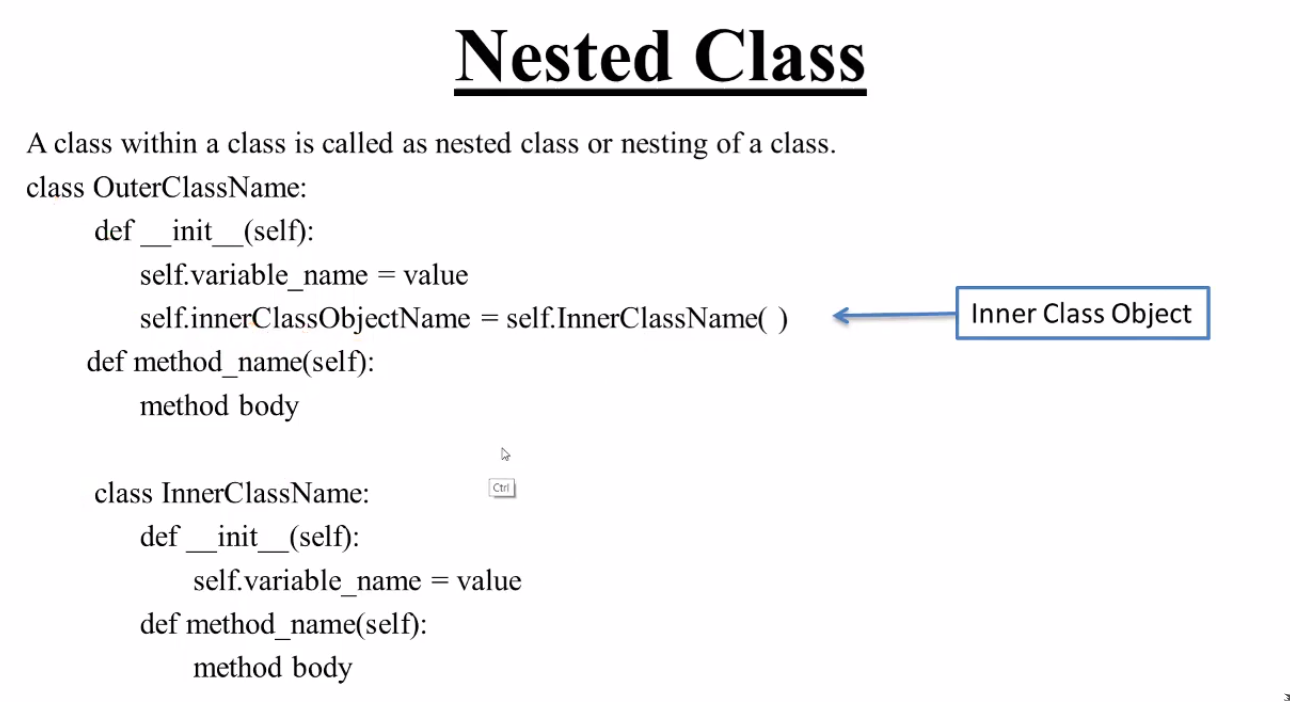 Nested Class
A class within a class is called as nested class or nesting of a class.
class OuterClassName:
def __init__(self):
self.variable_name = value
self.innerClassObjectName = self.InnerClassName( )
Inner Class Object
def method_name(self):
method body
Ctrl
class InnerClassName:
def __init__(self):
self.variable_name = value
def method_name(self):
method body